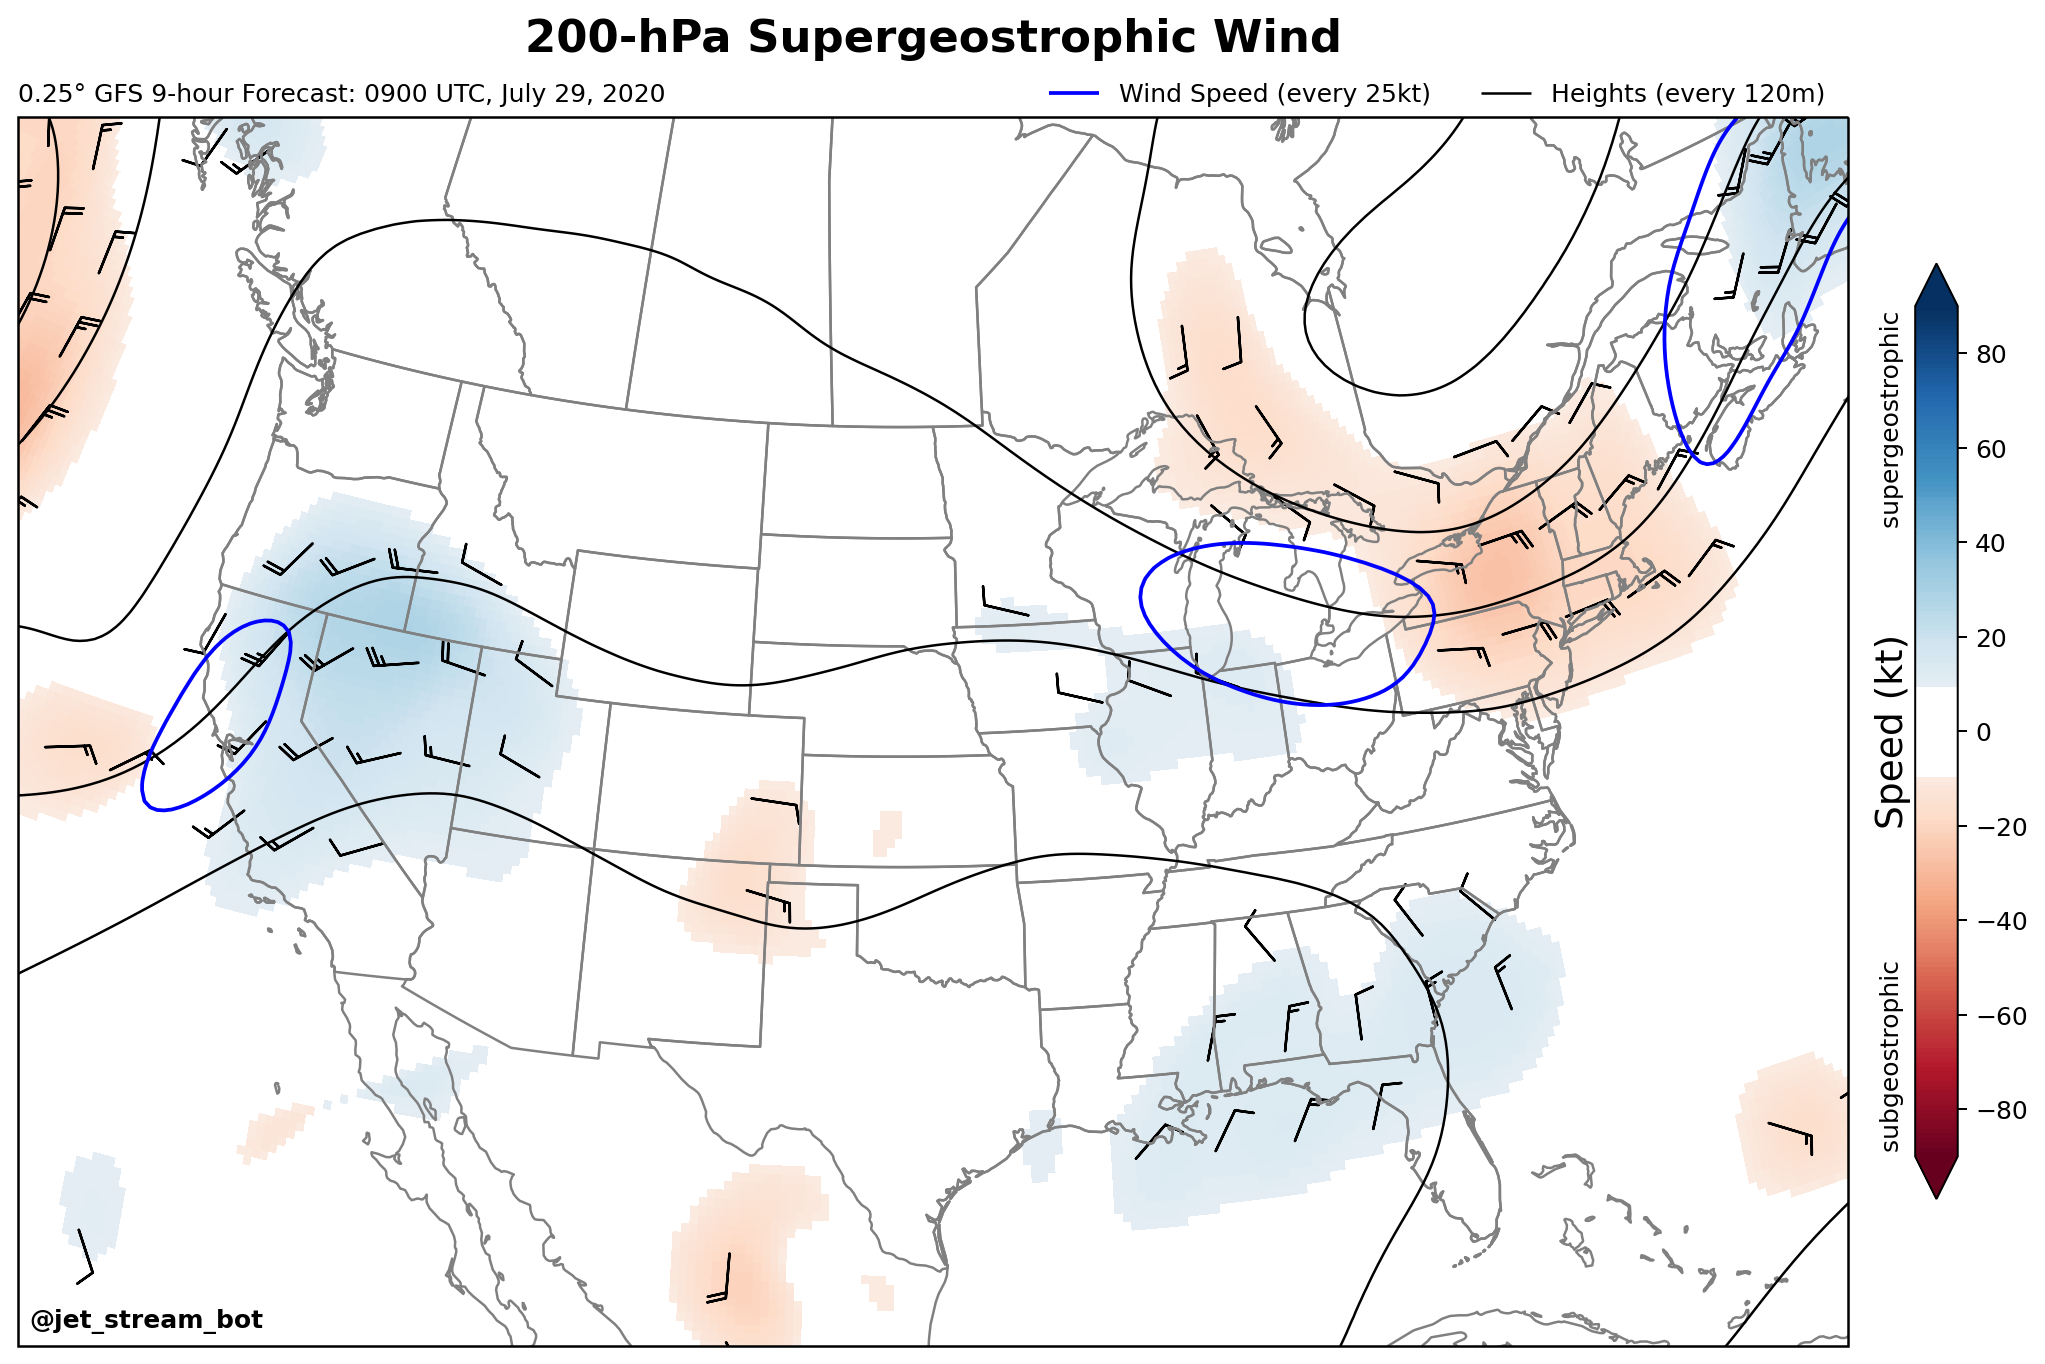 200-hPa Supergeostrophic Wind
0.25° GFS 9-hour Forecast: 0900 UTC, July 29, 2020
Wind Speed (every 25kt)
Heights (every 120m)
supergeostrophic
Speed (kt)
subgeostrophic
80
60
40
20
0
−20
−40
−60
−80
@jet_stream_bot